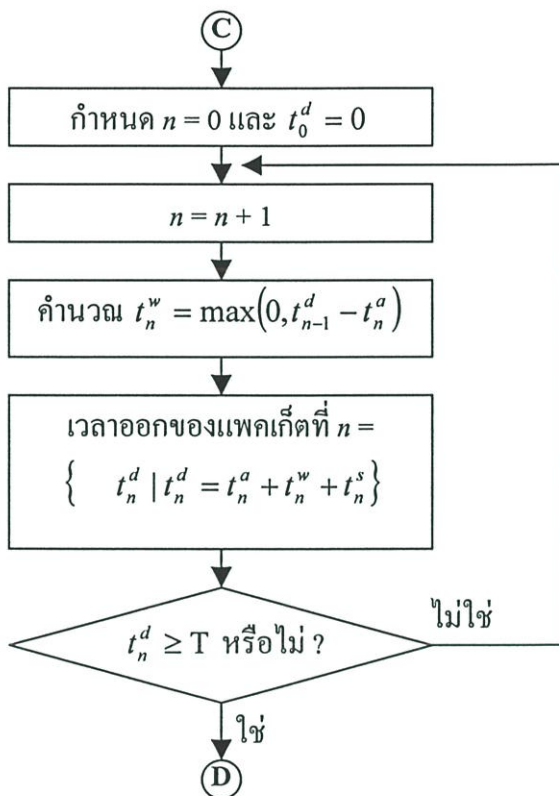 C
กำหนด n = 0 และ t_0^d = 0
n = n + 1
คำนวณ t_n^w = max(0, t_{n-1}^d − t_n^a)
เวลาออกของแพคเก็ตที่ n =
{ t_n^d | t_n^d = t_n^a + t_n^w + t_n^s }
t_n^d ≥ T หรือไม่ ?
ไม่ใช่
ใช่
D